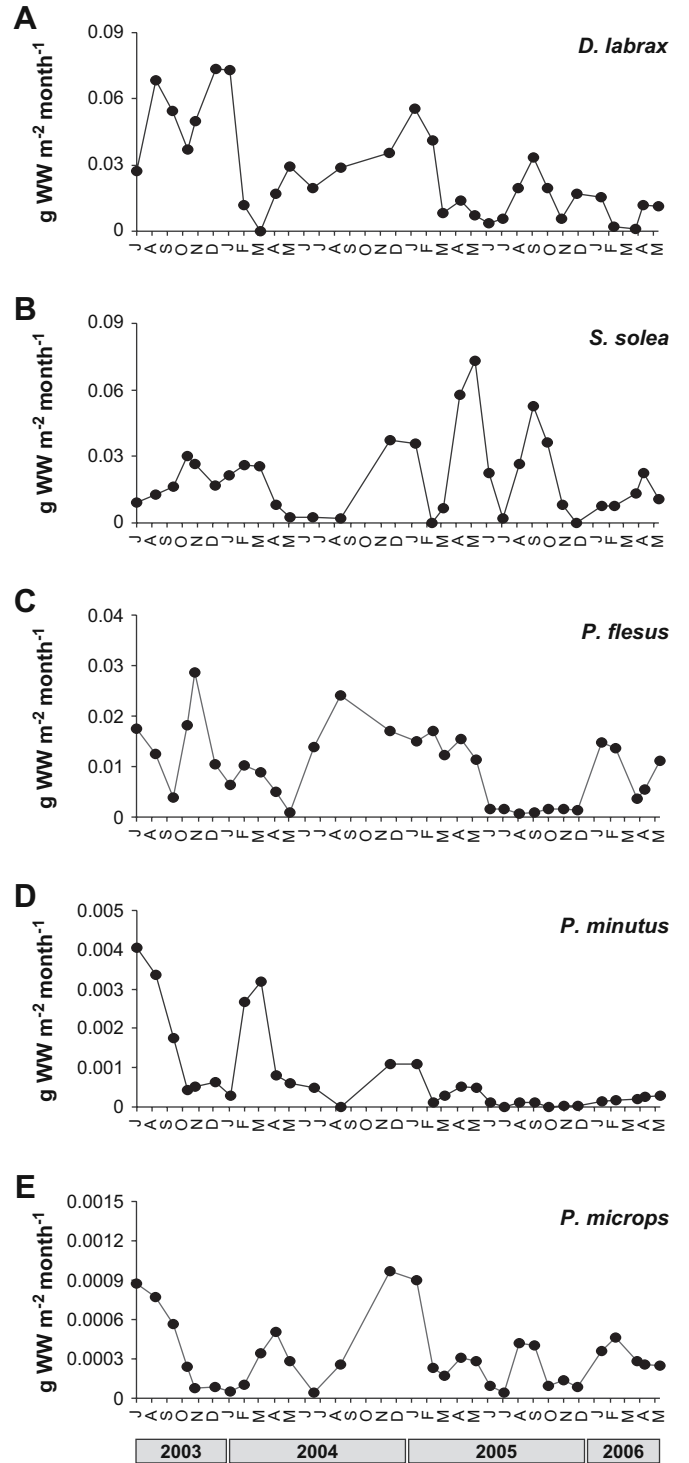 A
D. labrax
g WW m-2 month-1
0.09
0.06
0.03
0
J A S O N D J F M A M J J A S O N D J F M A M J J A S O N D J F M A M
B
S. solea
g WW m-2 month-1
0.09
0.06
0.03
0
J A S O N D J F M A M J J A S O N D J F M A M J J A S O N D J F M A M
C
P. flesus
g WW m-2 month-1
0.04
0.03
0.02
0.01
0
J A S O N D J F M A M J J A S O N D J F M A M J J A S O N D J F M A M
D
P. minutus
g WW m-2 month-1
0.005
0.004
0.003
0.002
0.001
0
J A S O N D J F M A M J J A S O N D J F M A M J J A S O N D J F M A M
E
P. microps
g WW m-2 month-1
0.0015
0.0012
0.0009
0.0006
0.0003
0
J A S O N D J F M A M J J A S O N D J F M A M J J A S O N D J F M A M
2003 2004 2005 2006